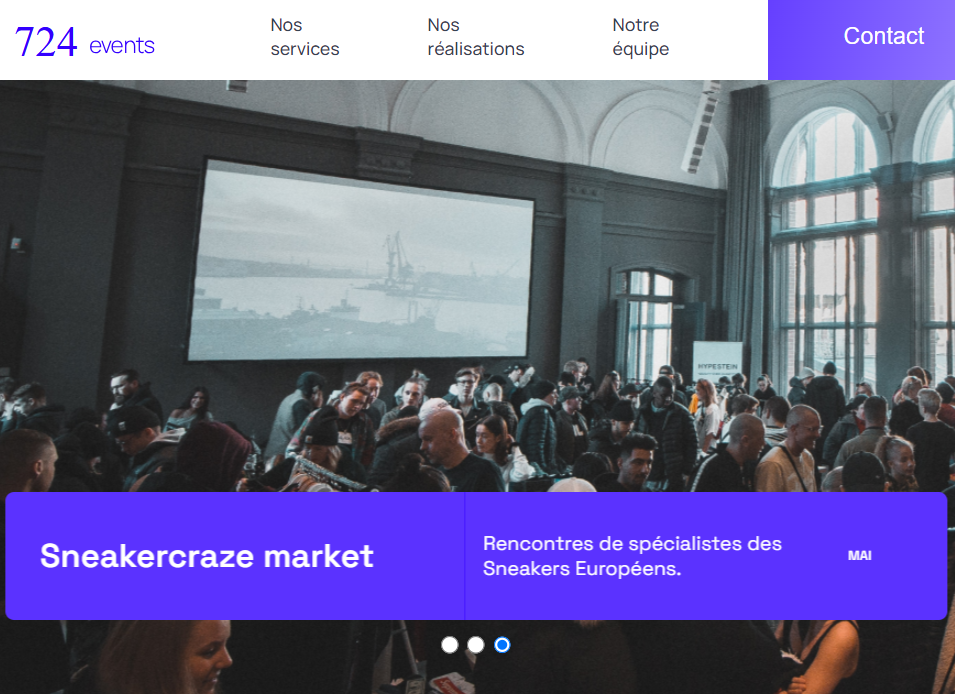 724 events
Nos
services
Nos
réalisations
Notre
équipe
Contact
HYPESTEIN
Sneakercraze market
Rencontres de spécialistes des
Sneakers Européens.
MAI